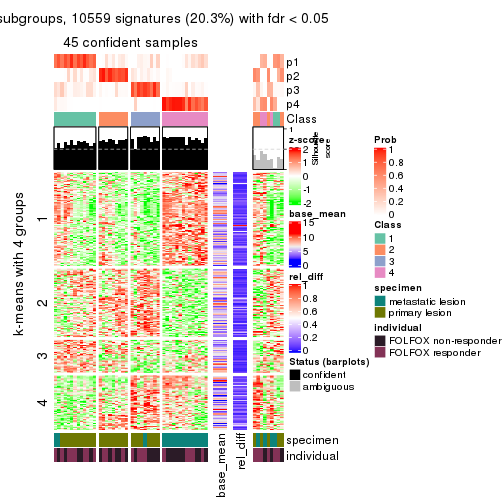 subgroups, 10559 signatures (20.3%) with fdr < 0.05
45 confident samples
p1
p2
p3
p4
Class
1
Silhouette
score
k-means with 4 groups
1
2
3
4
base_mean
rel_diff
specimen
individual
z-score
2
1
0
-1
-2
base_mean
15
10
5
0
rel_diff
1
0.8
0.6
0.4
0.2
0
Status (barplots)
confident
ambiguous
Prob
1
0.8
0.6
0.4
0.2
0
Class
1
2
3
4
specimen
metastatic lesion
primary lesion
individual
FOLFOX non-responder
FOLFOX responder